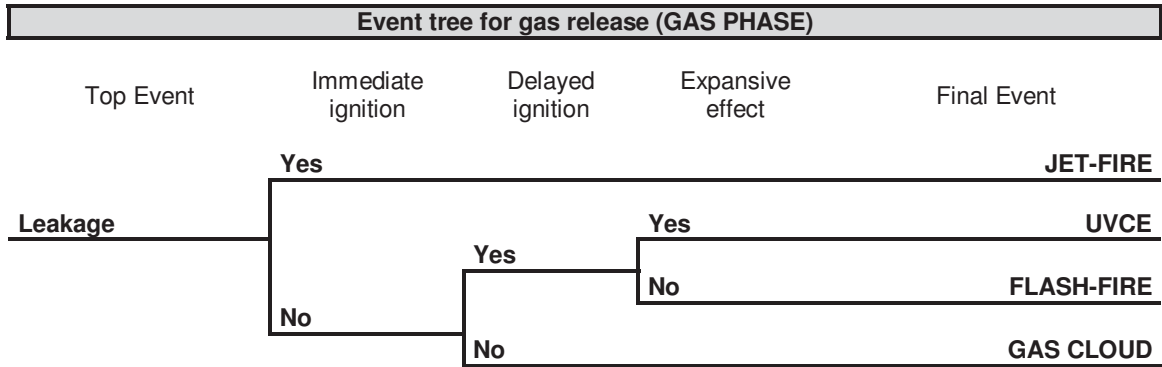 Event tree for gas release (GAS PHASE)
Top Event
Immediate
ignition
Delayed
ignition
Expansive
effect
Final Event
Yes
JET-FIRE
Leakage
Yes
UVCE
Yes
No
FLASH-FIRE
No
No
GAS CLOUD